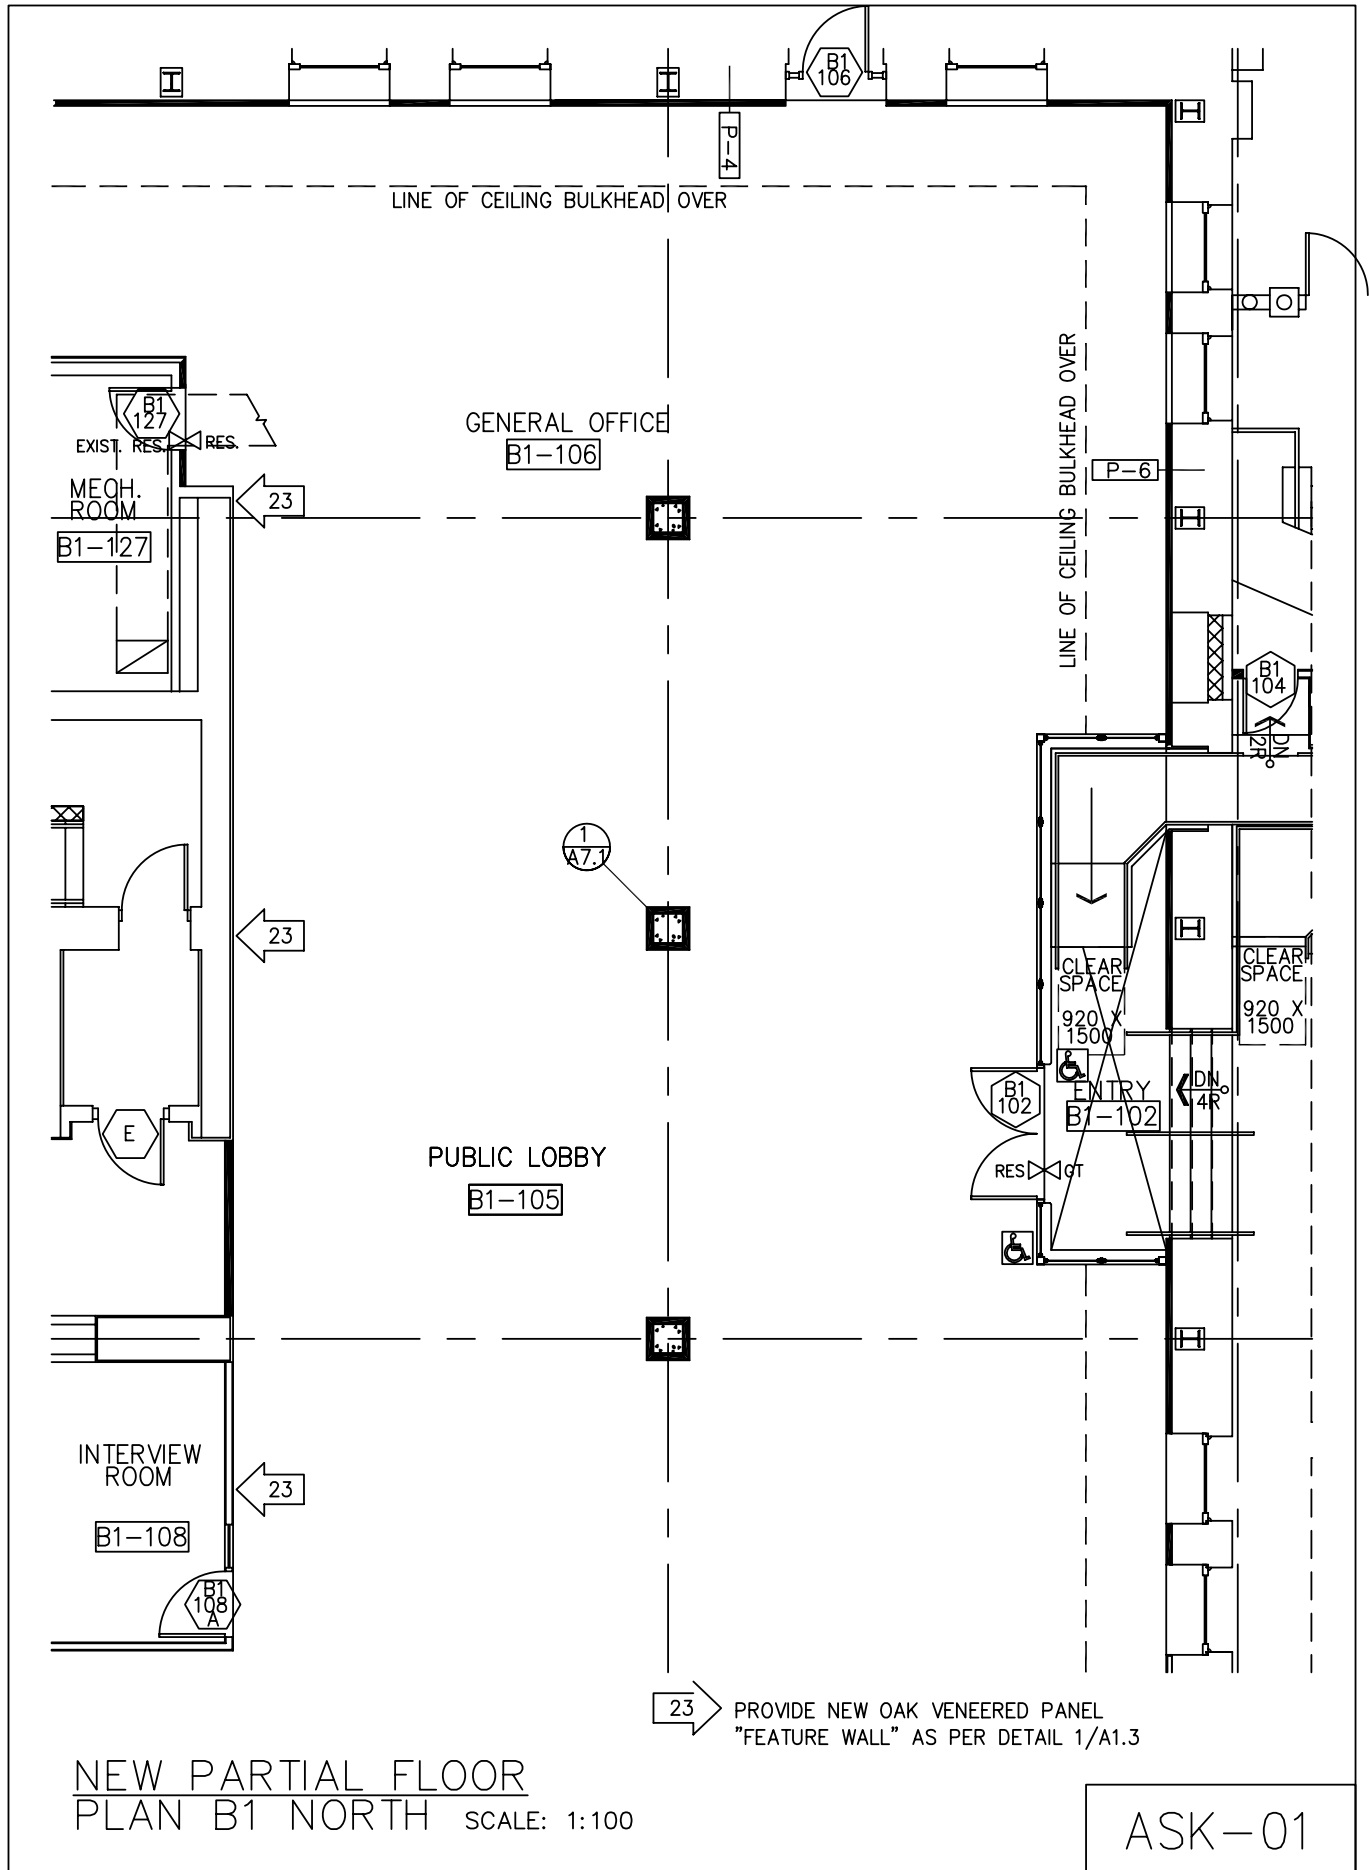 B1
106
P-4
LINE OF CEILING BULKHEAD OVER
LINE OF CEILING BULKHEAD OVER
B1
127
EXIST. RES.
RES.
GENERAL OFFICE
B1-106
P-6
MECH.
ROOM
B1-127
23
B1
104
DN
2R
1
A7.1
23
CLEAR
SPACE
920 X
1500
CLEAR
SPACE
920 X
1500
B1
102
ENTRY
B1-102
DN
4R
E
PUBLIC LOBBY
B1-105
RES
GT
INTERVIEW
ROOM
23
B1-108
B1
108
A
23
PROVIDE NEW OAK VENEERED PANEL
"FEATURE WALL" AS PER DETAIL 1/A1.3
NEW PARTIAL FLOOR
PLAN B1 NORTH SCALE: 1:100
ASK-01